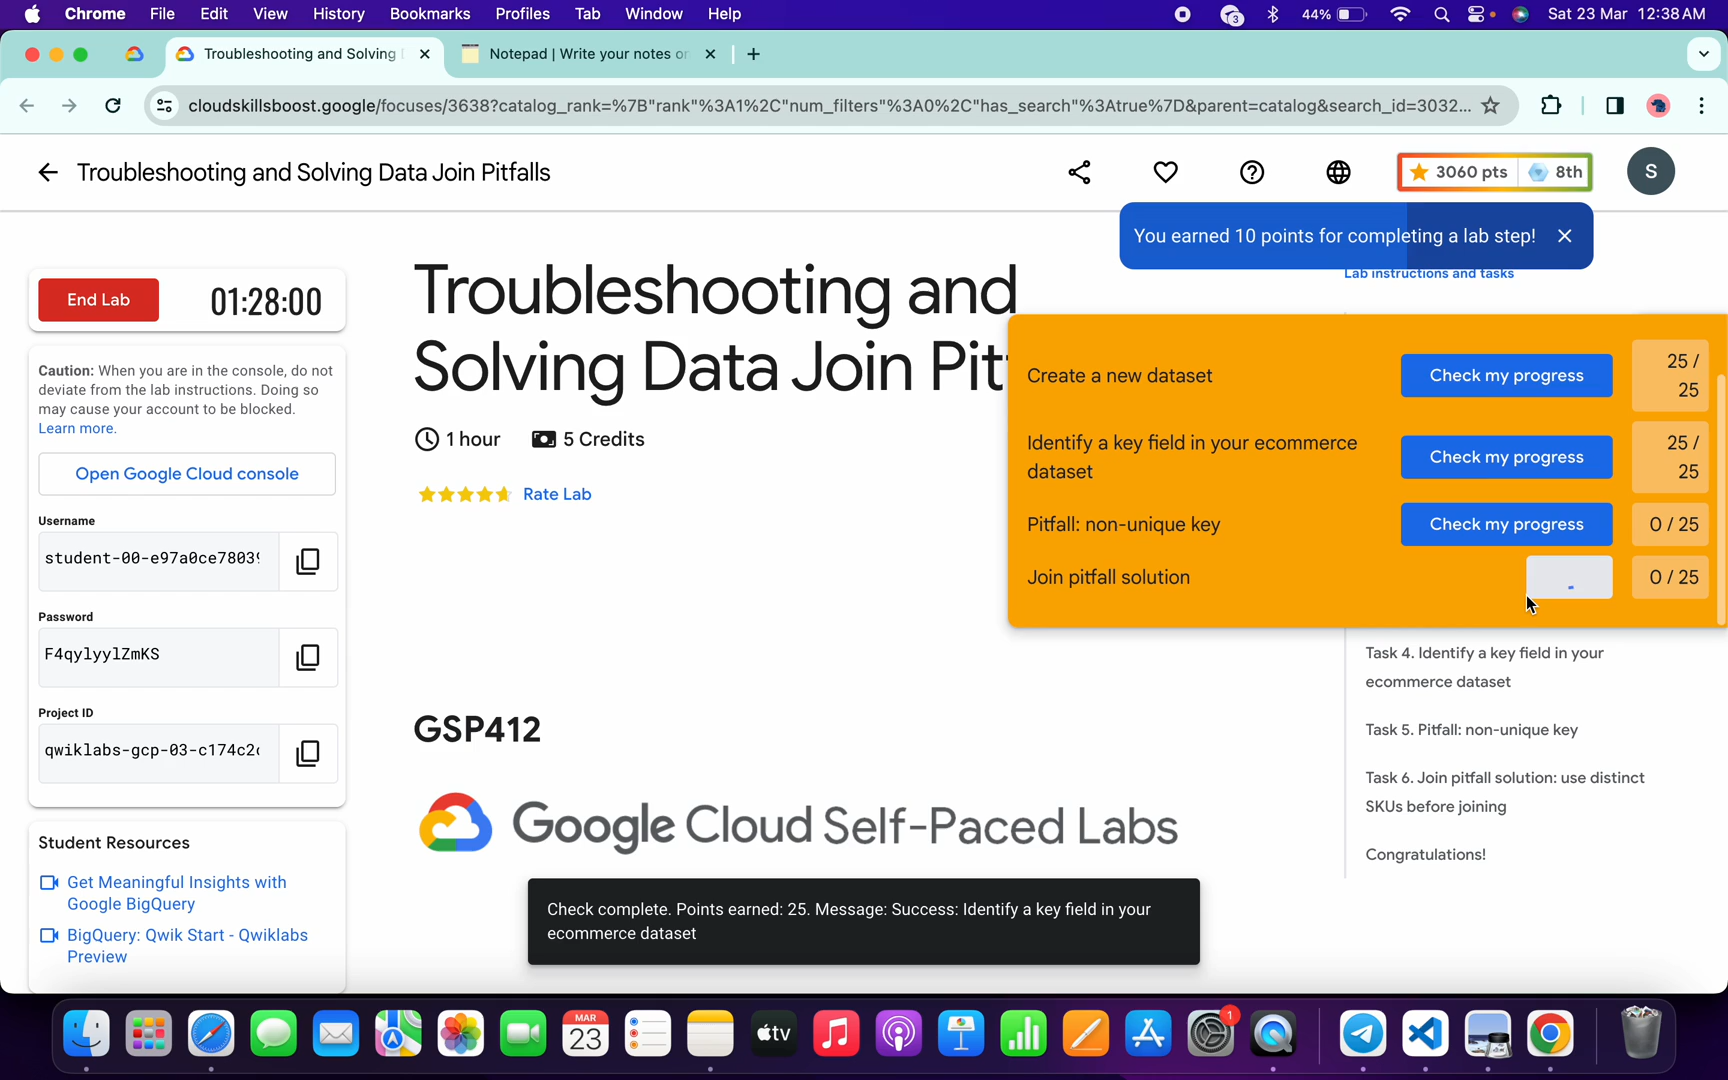 Chrome File Edit View History Bookmarks Profiles Tab Window Help 3 44% Sat 23 Mar 12:38 AM
Troubleshooting and Solving Notepad | Write your notes
cloudskillsboost.google/focuses/3638?catalog_rank=%7B"rank"%3A1%2C"num_filters"%3A0%2C"has_search"%3Atrue%7D&parent=catalog&search_id=3032...
Troubleshooting and Solving Data Join Pitfalls 3060 pts 8th S
You earned 10 points for completing a lab step!
Lab instructions and tasks
End Lab 01:28:00
Caution: When you are in the console, do not
deviate from the lab instructions. Doing so
may cause your account to be blocked.
Learn more.
Open Google Cloud console
Username
student-00-e97a0ce7803
Password
F4qylyylZmKS
Project ID
qwiklabs-gcp-03-c174c2
Student Resources
Get Meaningful Insights with
Google BigQuery
BigQuery: Qwik Start - Qwiklabs
Preview
Troubleshooting and
Solving Data Join
1 hour 5 Credits
Rate Lab
GSP412
Google Cloud Self-Paced Labs
Create a new dataset Check my progress 25 /
25
Identify a key field in your ecommerce
dataset Check my progress 25 /
25
Pitfall: non-unique key Check my progress 0 / 25
Join pitfall solution 0 / 25
Task 4. Identify a key field in your
ecommerce dataset
Task 5. Pitfall: non-unique key
Task 6. Join pitfall solution: use distinct
SKUs before joining
Congratulations!
Check complete. Points earned: 25. Message: Success: Identify a key field in your
ecommerce dataset
MAR
23
tv
1